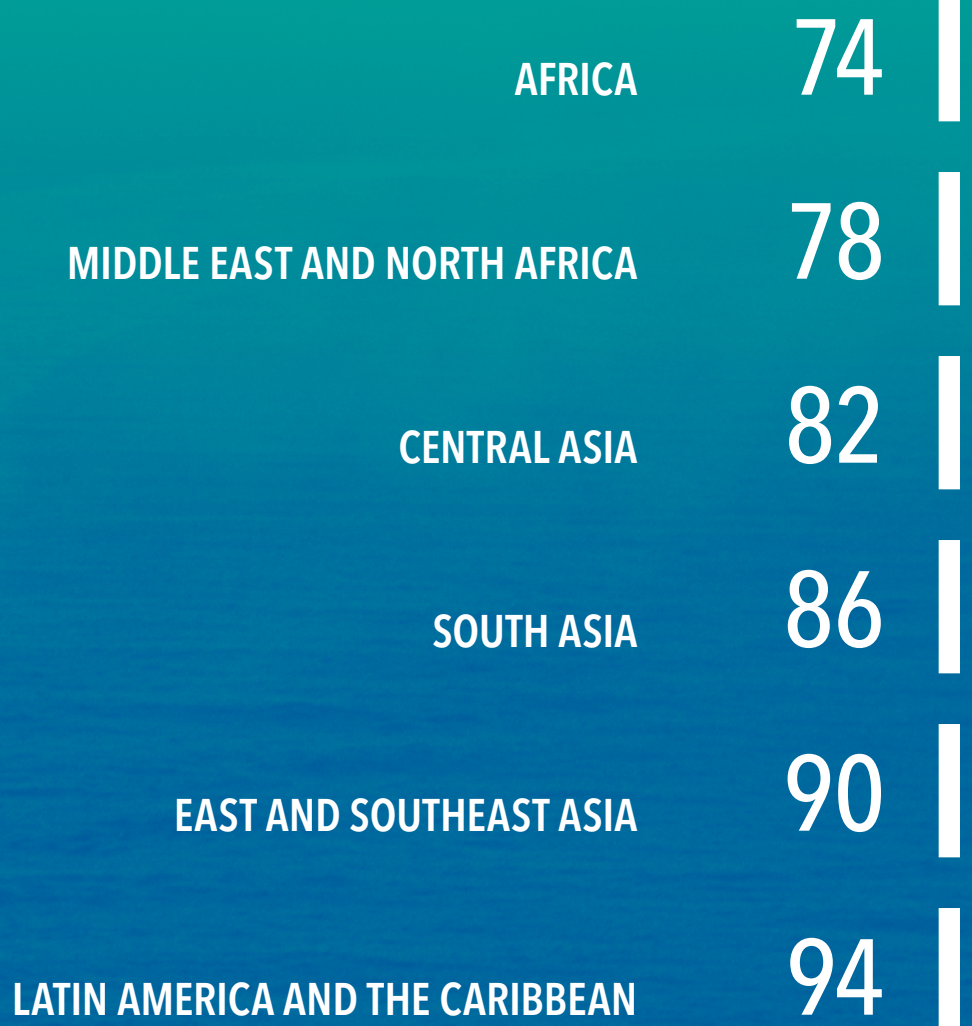 AFRICA 74
MIDDLE EAST AND NORTH AFRICA 78
CENTRAL ASIA 82
SOUTH ASIA 86
EAST AND SOUTHEAST ASIA 90
LATIN AMERICA AND THE CARIBBEAN 94